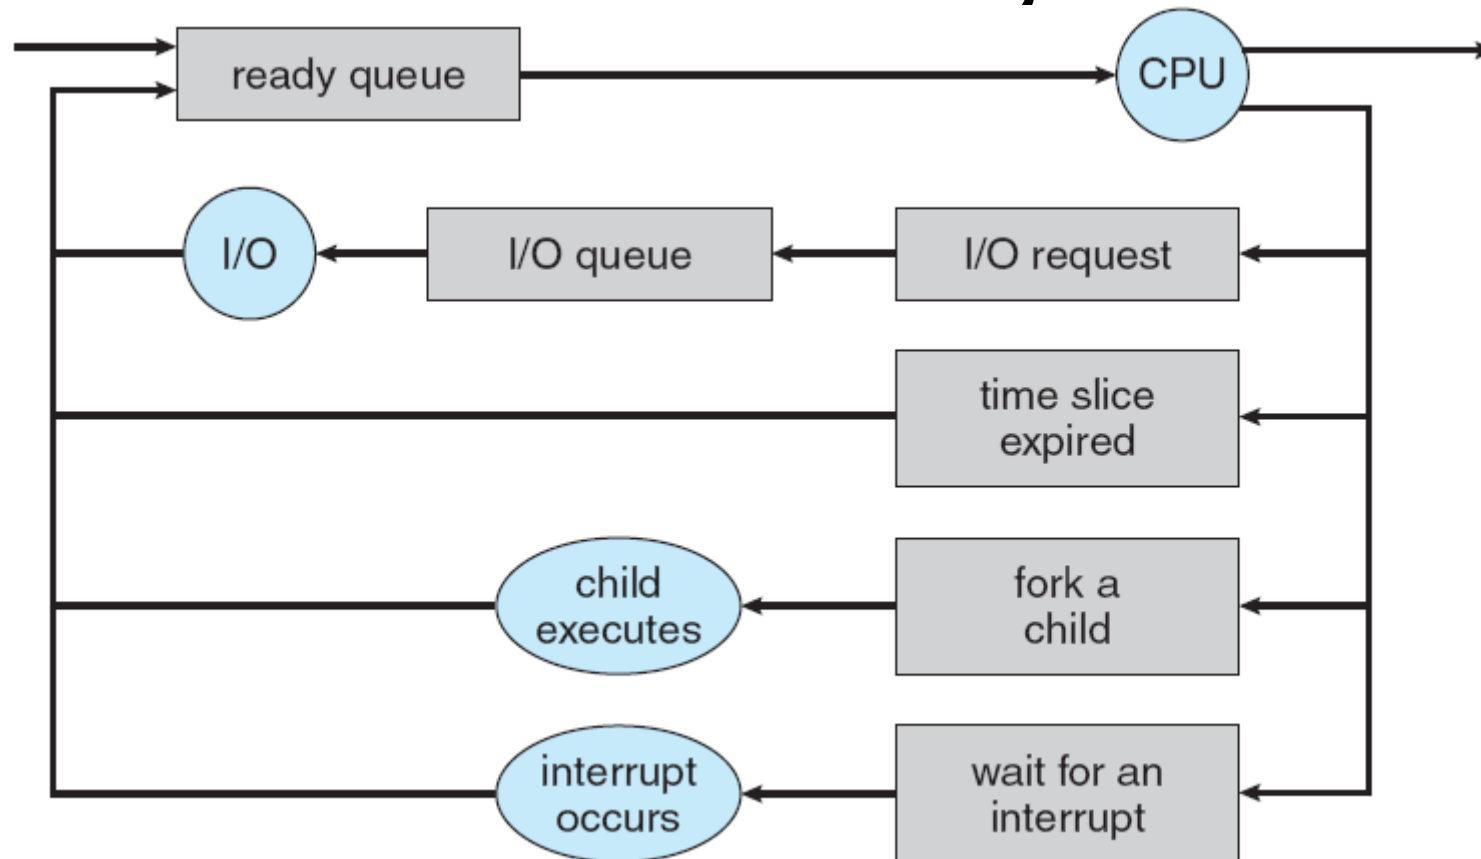 ready queue
CPU
I/O
I/O queue
I/O request
time slice
expired
child
executes
fork a
child
interrupt
occurs
wait for an
interrupt